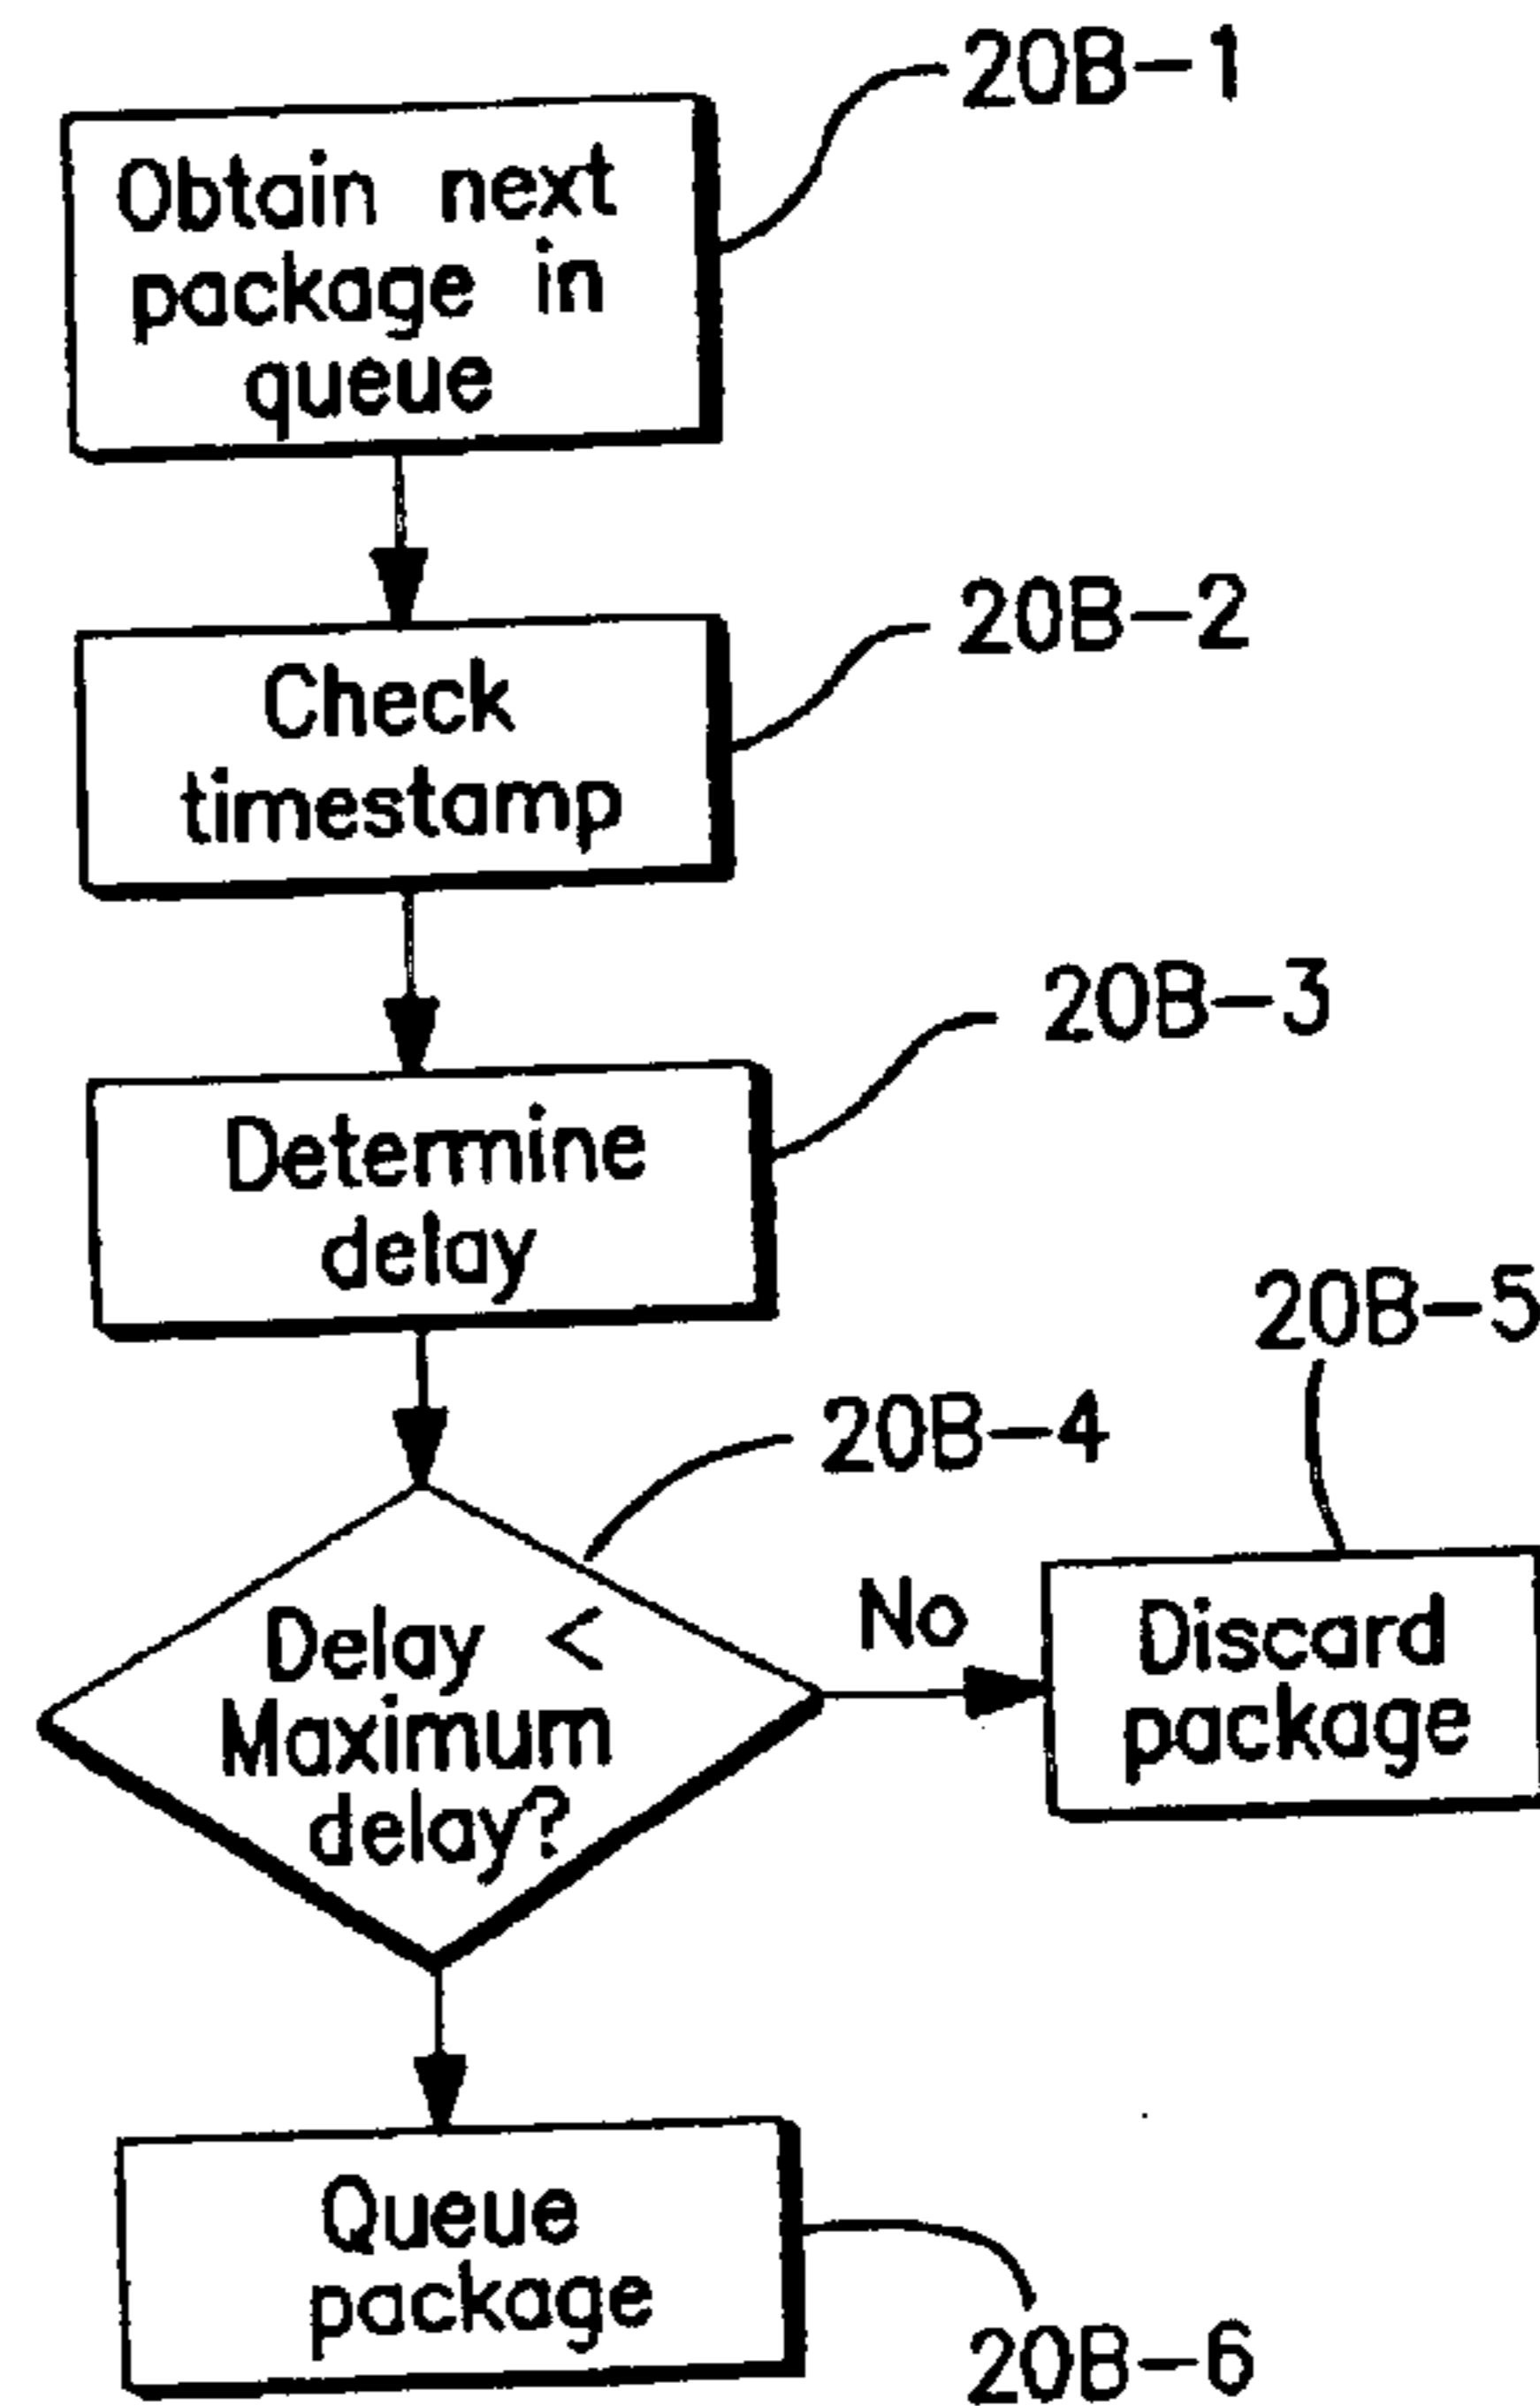 20B-1
Obtain next
package in
queue
20B-2
Check
timestamp
20B-3
Determine
delay
20B-4
Delay <
Maximum
delay?
No
20B-5
Discard
package
Queue
package
20B-6